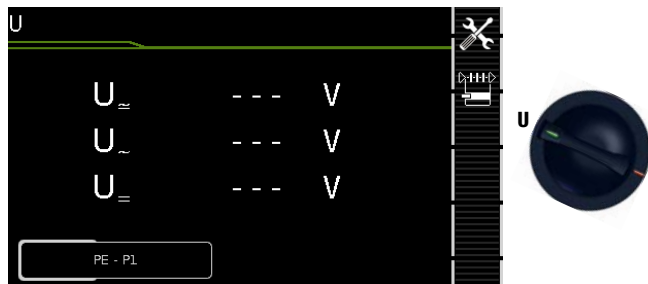 U
U≂ - - - V
U~ - - - V
U= - - - V
PE - P1
U